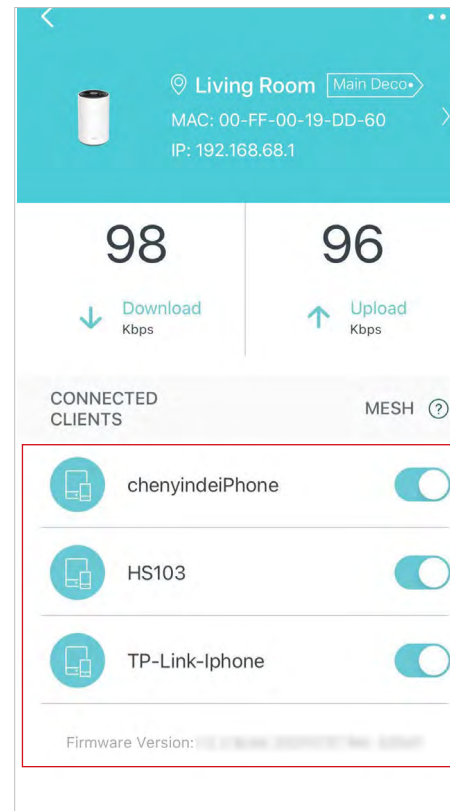 Living Room Main Deco
MAC: 00-FF-00-19-DD-60
IP: 192.168.68.1
98 96
Download Upload
Kbps Kbps
CONNECTED
CLIENTS
MESH ?
chenyindeiPhone
HS103
TP-Link-Iphone
Firmware Version: